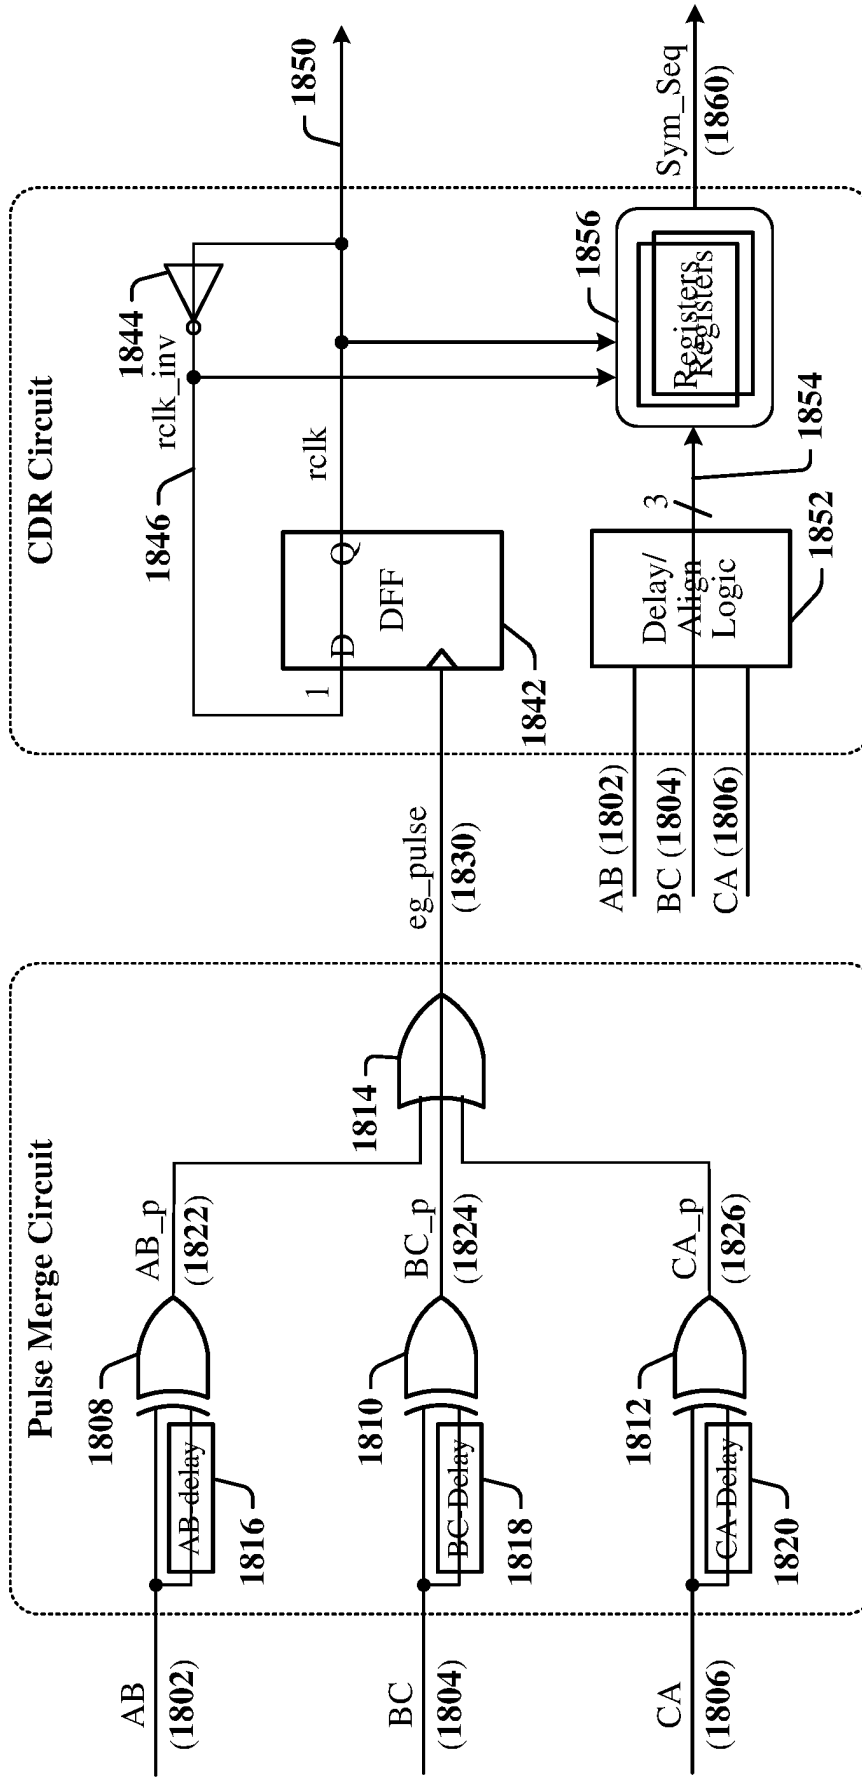 Pulse Merge Circuit
AB
(1802)
AB-delay
1816
1808
AB_p
(1822)
BC
(1804)
BC-Delay
1818
1810
BC_p
(1824)
CA
(1806)
CA-Delay
1820
1812
CA_p
(1826)
1814
eg_pulse
(1830)
CDR Circuit
1846
rclk_inv
1844
1
D
Q
DFF
1842
rclk
1850
AB (1802)
BC (1804)
CA (1806)
Delay/
Align
Logic
1852
3
1854
Registers
Registers
1856
Sym_Seq
(1860)